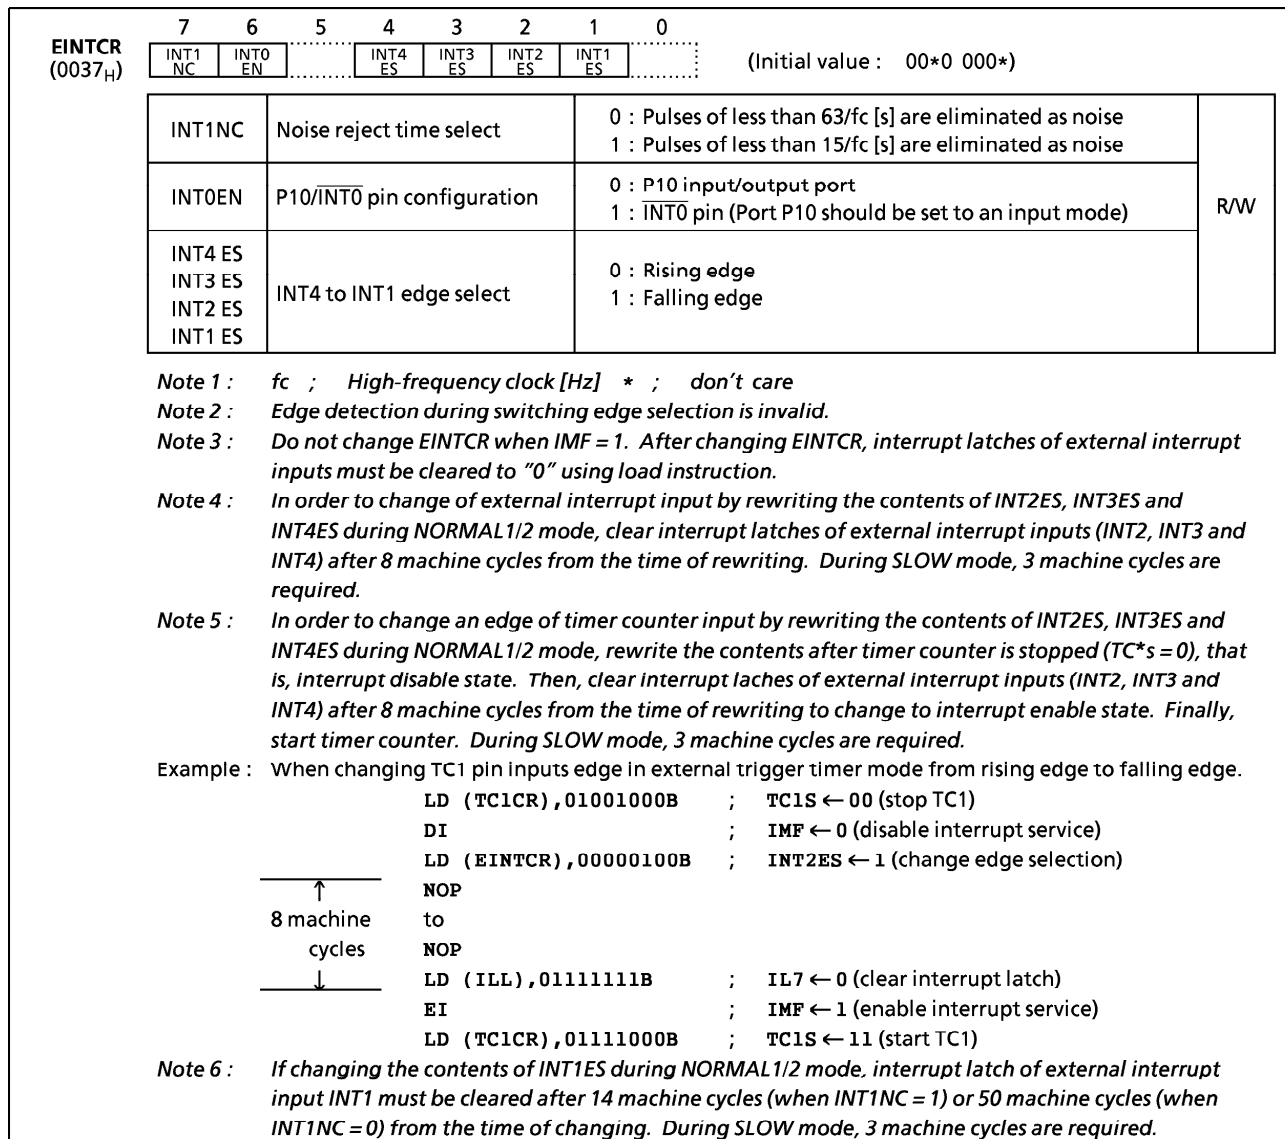 7 6 5 4 3 2 1 0
EINTCR (0037H) INT1 NC INT0 EN INT4 ES INT3 ES INT2 ES INT1 ES (Initial value : 00*0 000*)
INT1NC Noise reject time select 0 : Pulses of less than 63/fc [s] are eliminated as noise
1 : Pulses of less than 15/fc [s] are eliminated as noise
INT0EN P10/INT0 pin configuration 0 : P10 input/output port
1 : INT0 pin (Port P10 should be set to an input mode)
R/W
INT4 ES
INT3 ES
INT2 ES
INT1 ES
INT4 to INT1 edge select
0 : Rising edge
1 : Falling edge
Note 1 : fc ; High-frequency clock [Hz] * ; don't care
Note 2 : Edge detection during switching edge selection is invalid.
Note 3 : Do not change EINTCR when IMF = 1. After changing EINTCR, interrupt latches of external interrupt
inputs must be cleared to "0" using load instruction.
Note 4 : In order to change of external interrupt input by rewriting the contents of INT2ES, INT3ES and
INT4ES during NORMAL1/2 mode, clear interrupt latches of external interrupt inputs (INT2, INT3 and
INT4) after 8 machine cycles from the time of rewriting. During SLOW mode, 3 machine cycles are
required.
Note 5 : In order to change an edge of timer counter input by rewriting the contents of INT2ES, INT3ES and
INT4ES during NORMAL1/2 mode, rewrite the contents after timer counter is stopped (TC*s = 0), that
is, interrupt disable state. Then, clear interrupt laches of external interrupt inputs (INT2, INT3 and
INT4) after 8 machine cycles from the time of rewriting to change to interrupt enable state. Finally,
start timer counter. During SLOW mode, 3 machine cycles are required.
Example : When changing TC1 pin inputs edge in external trigger timer mode from rising edge to falling edge.
LD (TC1CR),01001000B ; TC1S ← 00 (stop TC1)
DI ; IMF ← 0 (disable interrupt service)
LD (EINTCR),00000100B ; INT2ES ← 1 (change edge selection)
↑ NOP
8 machine to
cycles NOP
↓ LD (ILL),01111111B ; IL7 ← 0 (clear interrupt latch)
EI ; IMF ← 1 (enable interrupt service)
LD (TC1CR),01111000B ; TC1S ← 11 (start TC1)
Note 6 : If changing the contents of INT1ES during NORMAL1/2 mode, interrupt latch of external interrupt
input INT1 must be cleared after 14 machine cycles (when INT1NC = 1) or 50 machine cycles (when
INT1NC = 0) from the time of changing. During SLOW mode, 3 machine cycles are required.